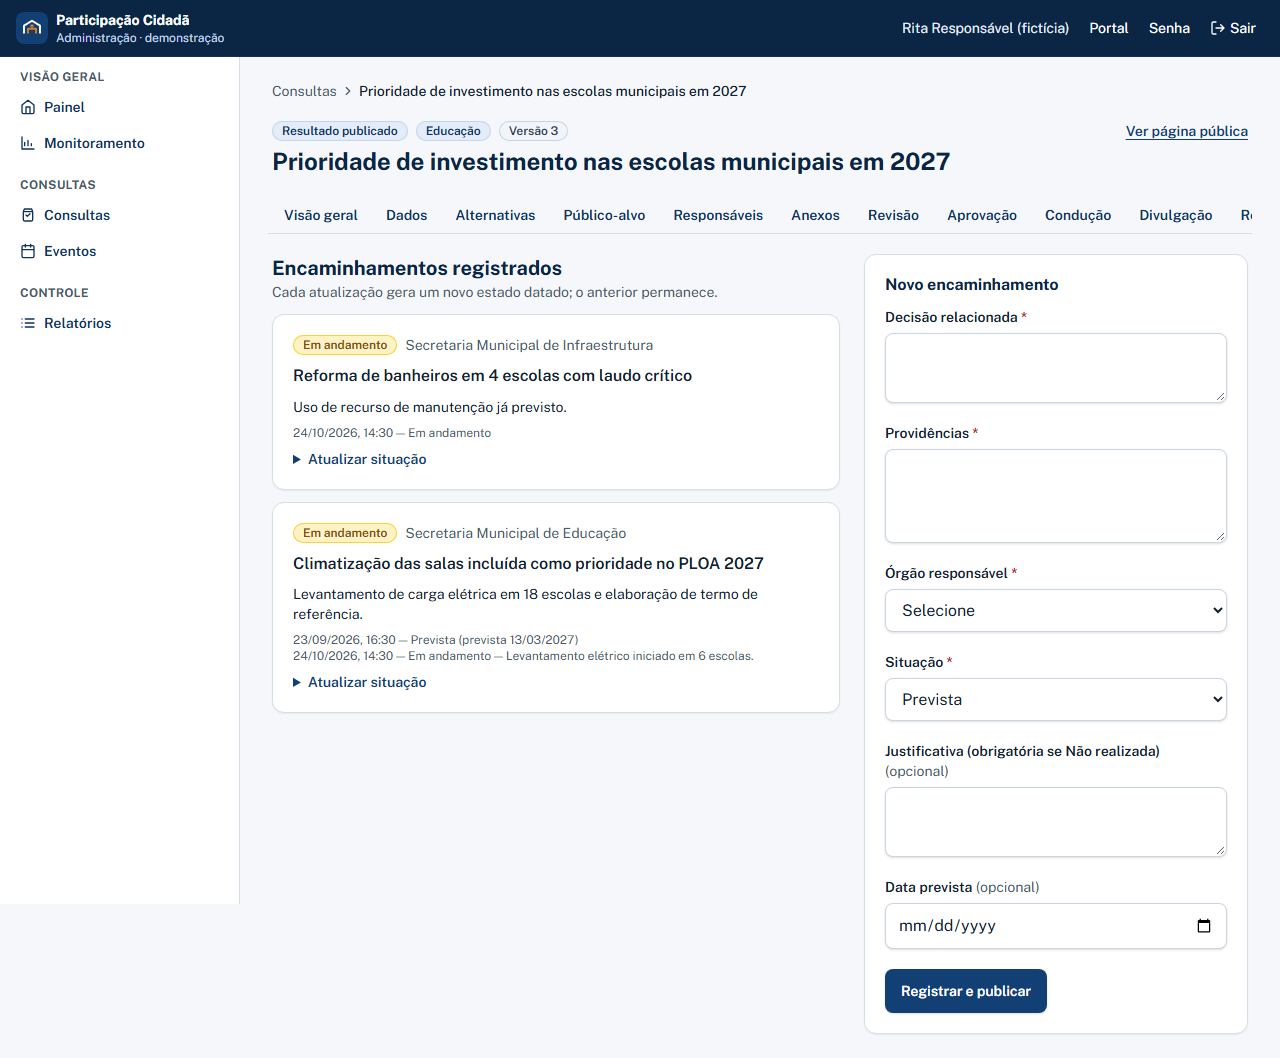 Participação Cidadã
Administração · demonstração
Rita Responsável (fictícia)
Portal
Senha
Sair
VISÃO GERAL
Painel
Monitoramento
CONSULTAS
Consultas
Eventos
CONTROLE
Relatórios
Consultas
Prioridade de investimento nas escolas municipais em 2027
Resultado publicado
Educação
Versão 3
Ver página pública
Prioridade de investimento nas escolas municipais em 2027
Visão geral
Dados
Alternativas
Público-alvo
Responsáveis
Anexos
Revisão
Aprovação
Condução
Divulgação
Encaminhamentos registrados
Cada atualização gera um novo estado datado; o anterior permanece.
Em andamento
Secretaria Municipal de Infraestrutura
Reforma de banheiros em 4 escolas com laudo crítico
Uso de recurso de manutenção já previsto.
24/10/2026, 14:30 — Em andamento
Atualizar situação
Em andamento
Secretaria Municipal de Educação
Climatização das salas incluída como prioridade no PLOA 2027
Levantamento de carga elétrica em 18 escolas e elaboração de termo de
referência.
23/09/2026, 16:30 — Prevista (prevista 13/03/2027)
24/10/2026, 14:30 — Em andamento — Levantamento elétrico iniciado em 6 escolas.
Atualizar situação
Novo encaminhamento
Decisão relacionada *
Providências *
Órgão responsável *
Selecione
Situação *
Prevista
Justificativa (obrigatória se Não realizada)
(opcional)
Data prevista (opcional)
mm/dd/yyyy
Registrar e publicar